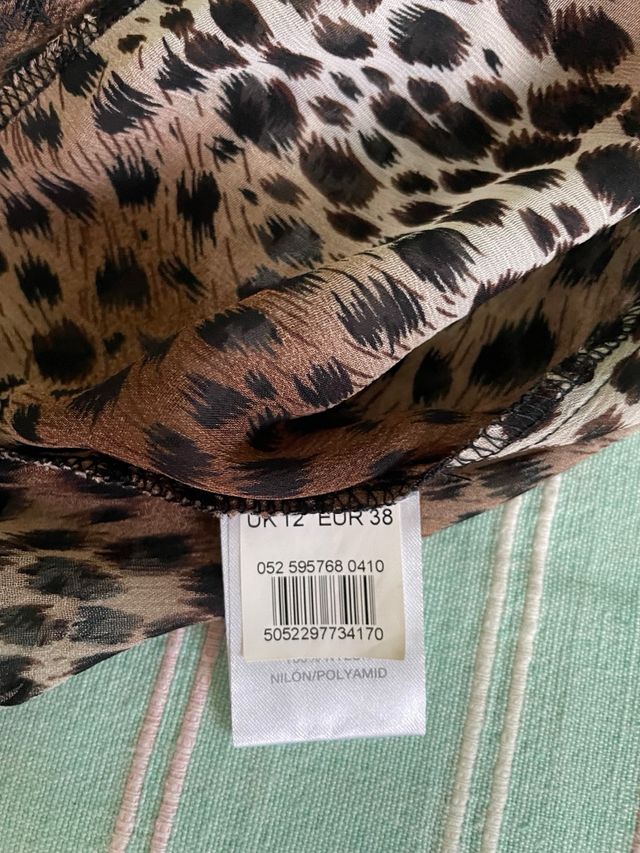 UK 12 EUR 38
052 595768 0410
5052297734170
NILÓN/POLYAMID